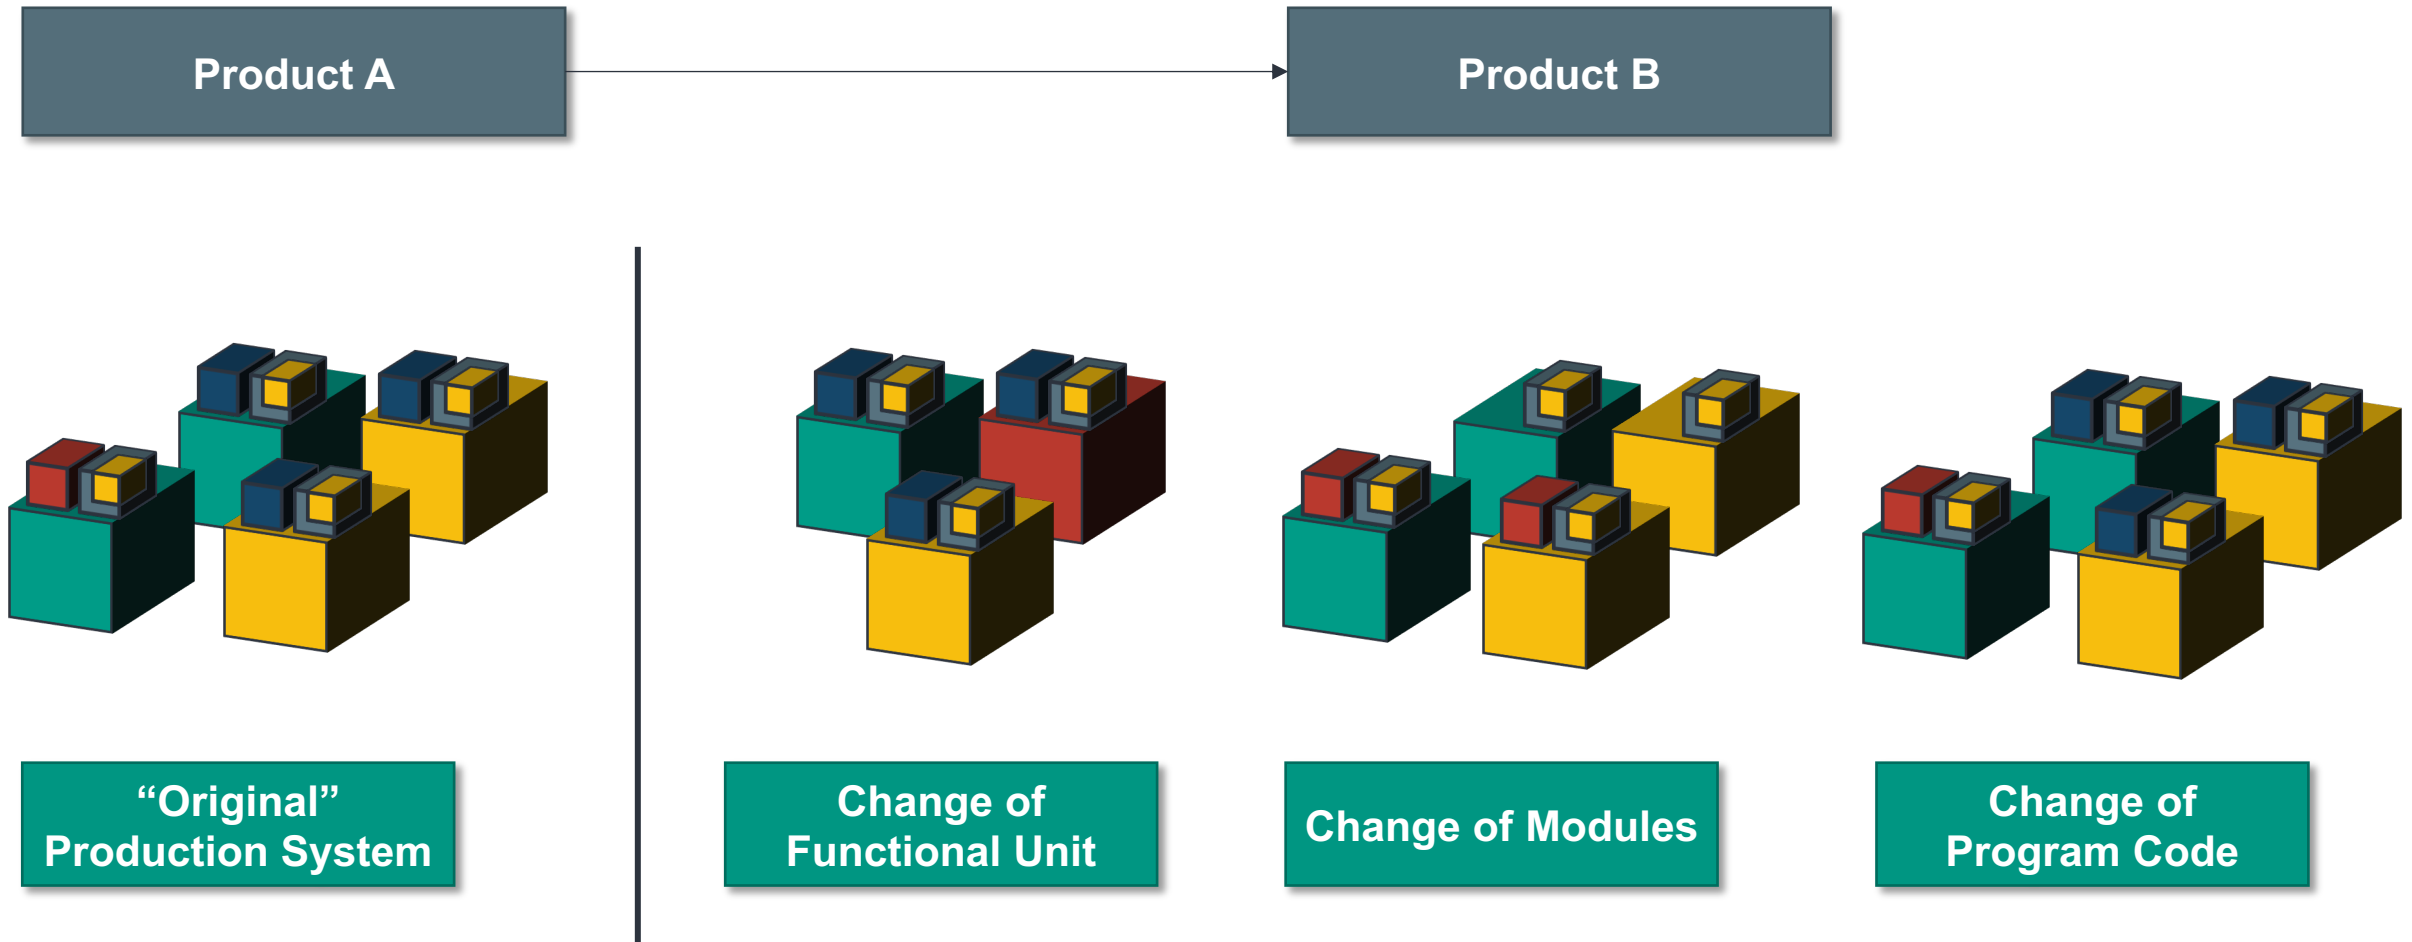 Product A
Product B
“Original”
Production System
Change of
Functional Unit
Change of Modules
Change of
Program Code